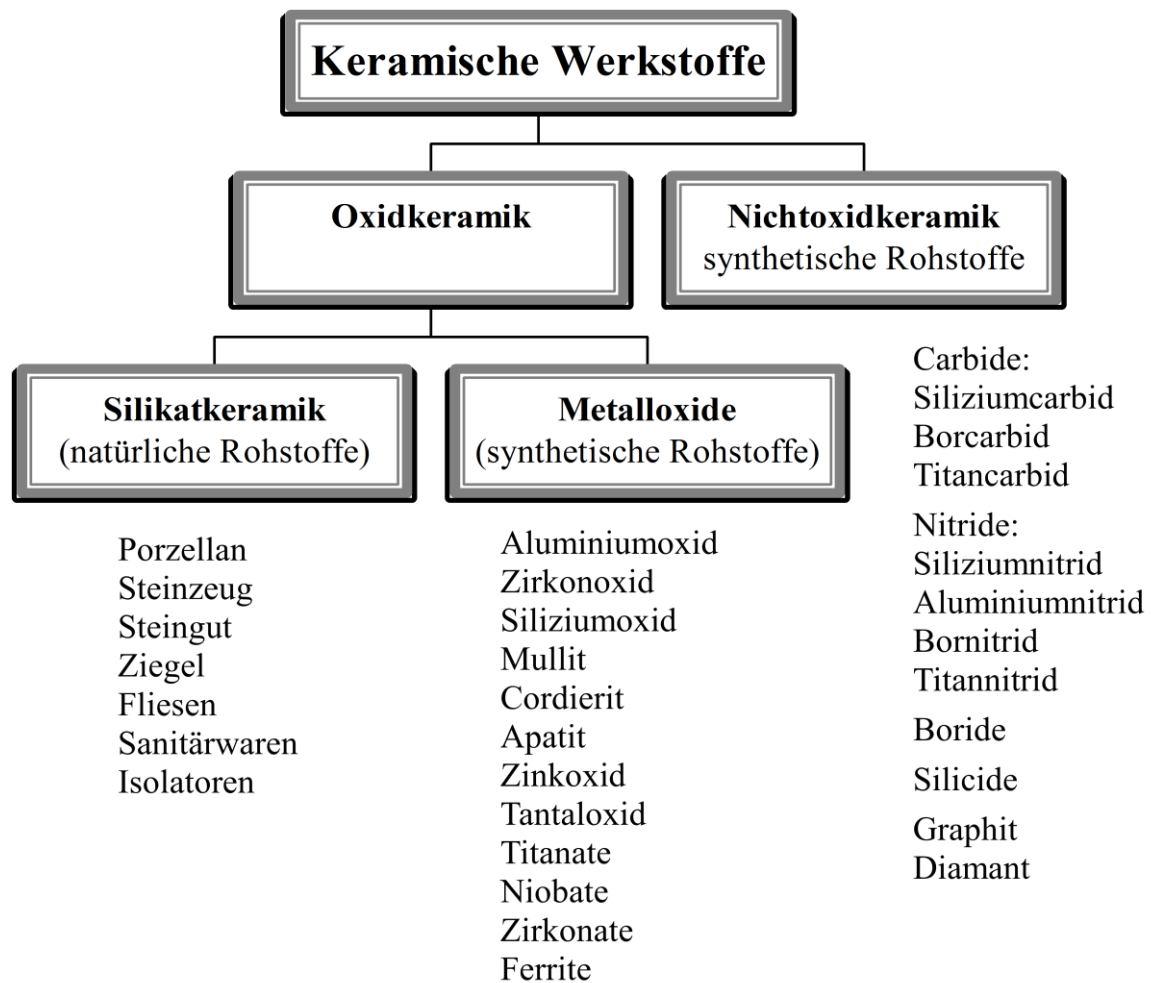 Keramische Werkstoffe
Oxidkeramik
Nichtoxidkeramik
synthetische Rohstoffe
Silikatkeramik
(natürliche Rohstoffe)
Metalloxide
(synthetische Rohstoffe)
Porzellan
Steinzeug
Steingut
Ziegel
Fliesen
Sanitärwaren
Isolatoren
Aluminiumoxid
Zirkonoxid
Siliziumoxid
Mullit
Cordierit
Apatit
Zinkoxid
Tantaloxid
Titanate
Niobate
Zirkonate
Ferrite
Carbide:
Siliziumcarbid
Borcarbid
Titancarbid
Nitride:
Siliziumnitrid
Aluminiumnitrid
Bornitrid
Titannitrid
Boride
Silicide
Graphit
Diamant